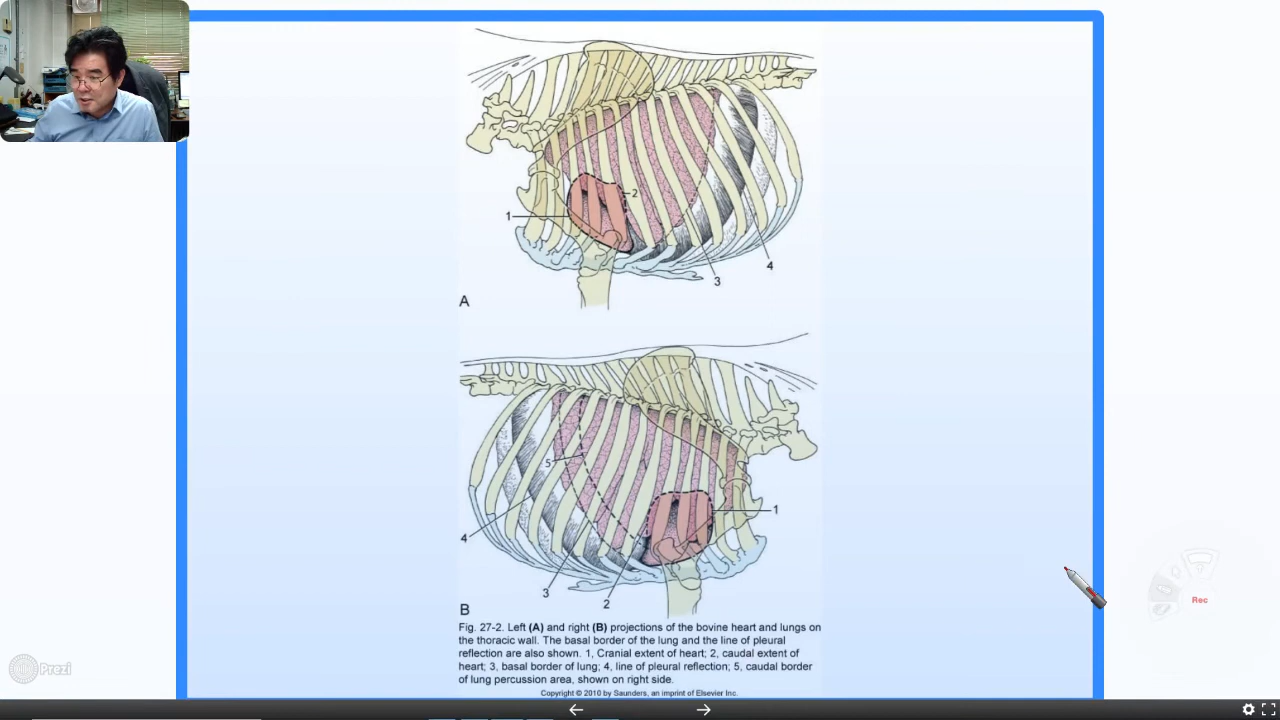 1
2
3
4
A
5
1
4
3
2
B
Fig. 27-2. Left (A) and right (B) projections of the bovine heart and lungs on
the thoracic wall. The basal border of the lung and the line of pleural
reflection are also shown. 1, Cranial extent of heart; 2, caudal extent of
heart; 3, basal border of lung; 4, line of pleural reflection; 5, caudal border
of lung percussion area, shown on right side.
Copyright © 2010 by Saunders, an imprint of Elsevier Inc.
Rec
Prezi